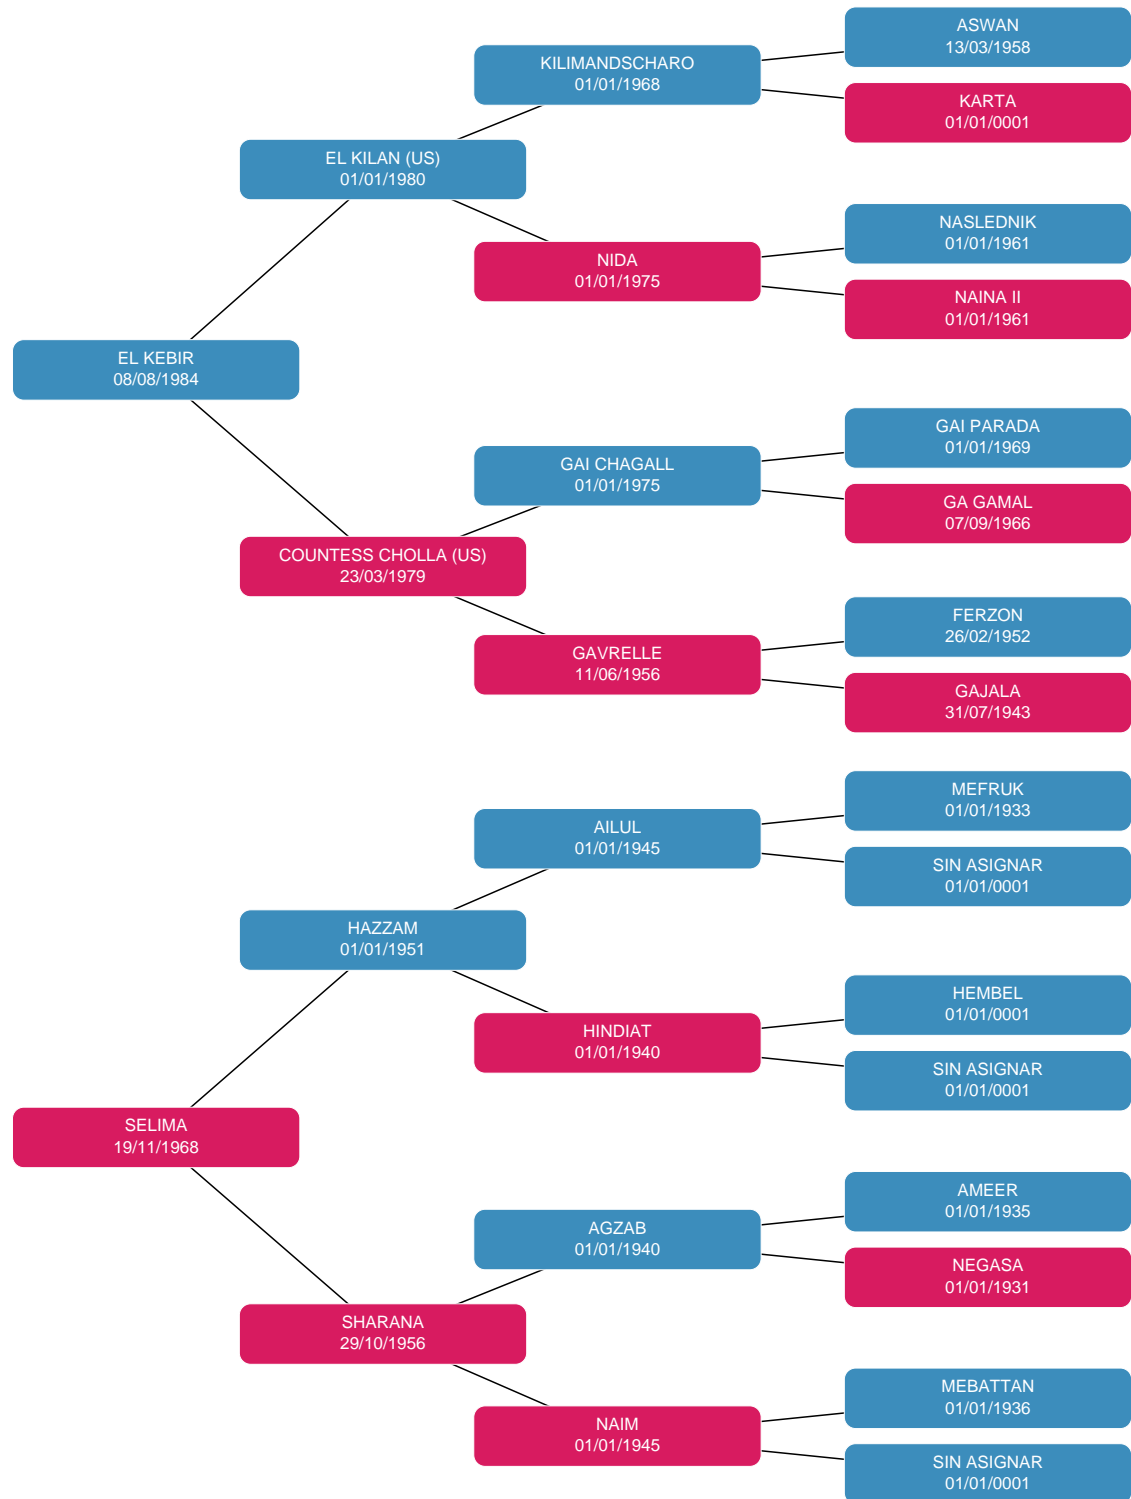 ASWAN
13/03/1958
KILIMANDSCHARO
01/01/1968
KARTA
01/01/0001
EL KILAN (US)
01/01/1980
NASLEDNIK
01/01/1961
NIDA
01/01/1975
NAINA II
01/01/1961
EL KEBIR
08/08/1984
GAI PARADA
01/01/1969
GAI CHAGALL
01/01/1975
GA GAMAL
07/09/1966
COUNTESS CHOLLA (US)
23/03/1979
FERZON
26/02/1952
GAVRELLE
11/06/1956
GAJALA
31/07/1943
MEFRUK
01/01/1933
AILUL
01/01/1945
SIN ASIGNAR
01/01/0001
HAZZAM
01/01/1951
HEMBEL
01/01/0001
HINDIAT
01/01/1940
SIN ASIGNAR
01/01/0001
SELIMA
19/11/1968
AMEER
01/01/1935
AGZAB
01/01/1940
NEGASA
01/01/1931
SHARANA
29/10/1956
MEBATTAN
01/01/1936
NAIM
01/01/1945
SIN ASIGNAR
01/01/0001